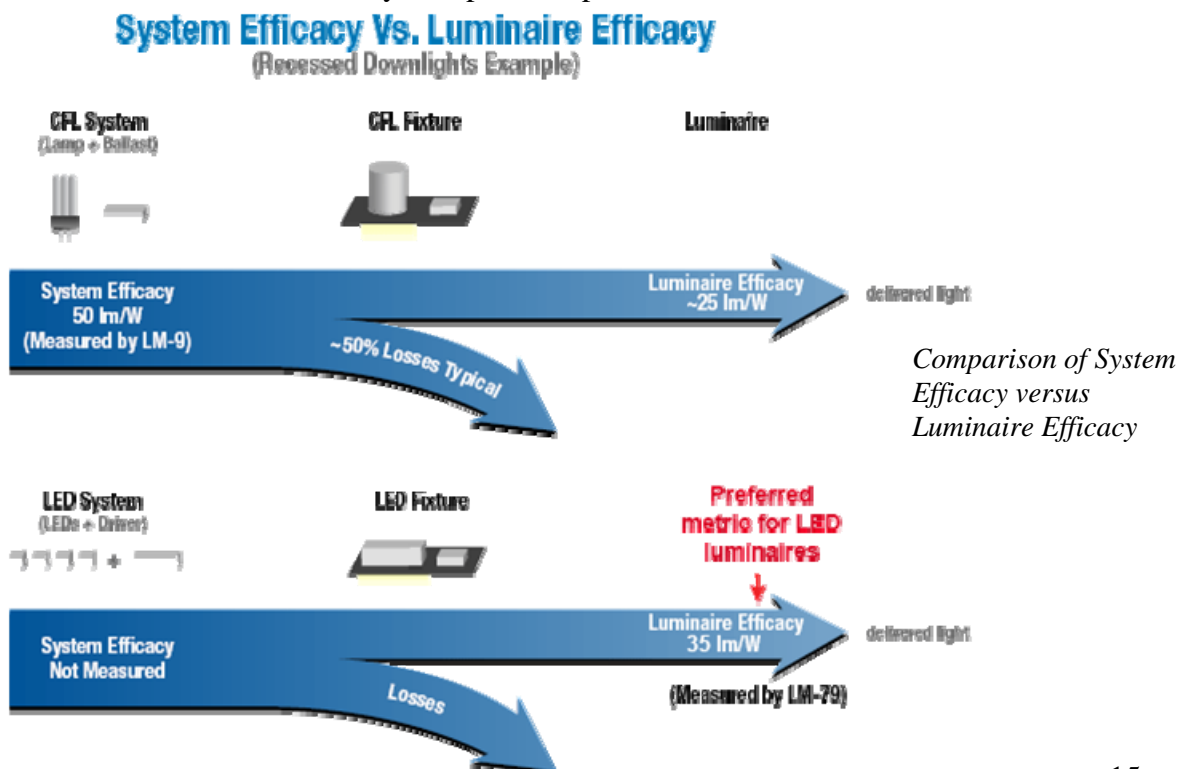 System Efficacy Vs. Luminaire Efficacy
(Recessed Downlights Example)
CFL System
(Lamp + Ballast)
CFL Fixture
Luminaire
System Efficacy
50 lm/W
(Measured by LM-9)
~50% Losses Typical
Luminaire Efficacy
~25 lm/W
delivered light
Comparison of System
Efficacy versus
Luminaire Efficacy
LED System
(LEDs + Driver)
+
LED Fixture
Preferred
metric for LED
luminaires
System Efficacy
Not Measured
Losses
Luminaire Efficacy
35 lm/W
delivered light
(Measured by LM-79)